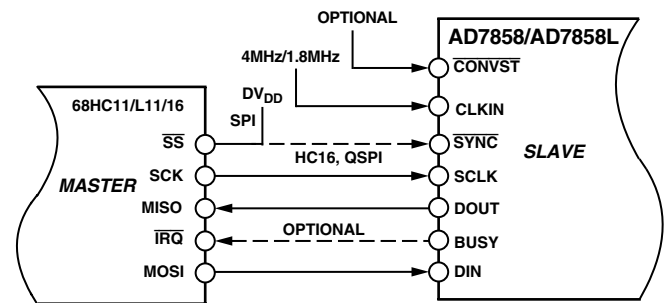 OPTIONAL
AD7858/AD7858L
4MHz/1.8MHz
CONVST
DVDD
68HC11/L11/16
CLKIN
SPI
SS
SYNC
HC16, QSPI
SLAVE
MASTER
SCK
SCLK
MISO
DOUT
OPTIONAL
IRQ
BUSY
MOSI
DIN